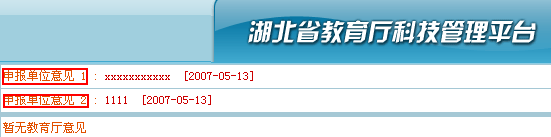 湖北省教育厅科技管理平台
申报单位意见 1 : xxxxxxxxxxx [2007-05-13]
申报单位意见 2 : 1111 [2007-05-13]
暂无教育厅意见